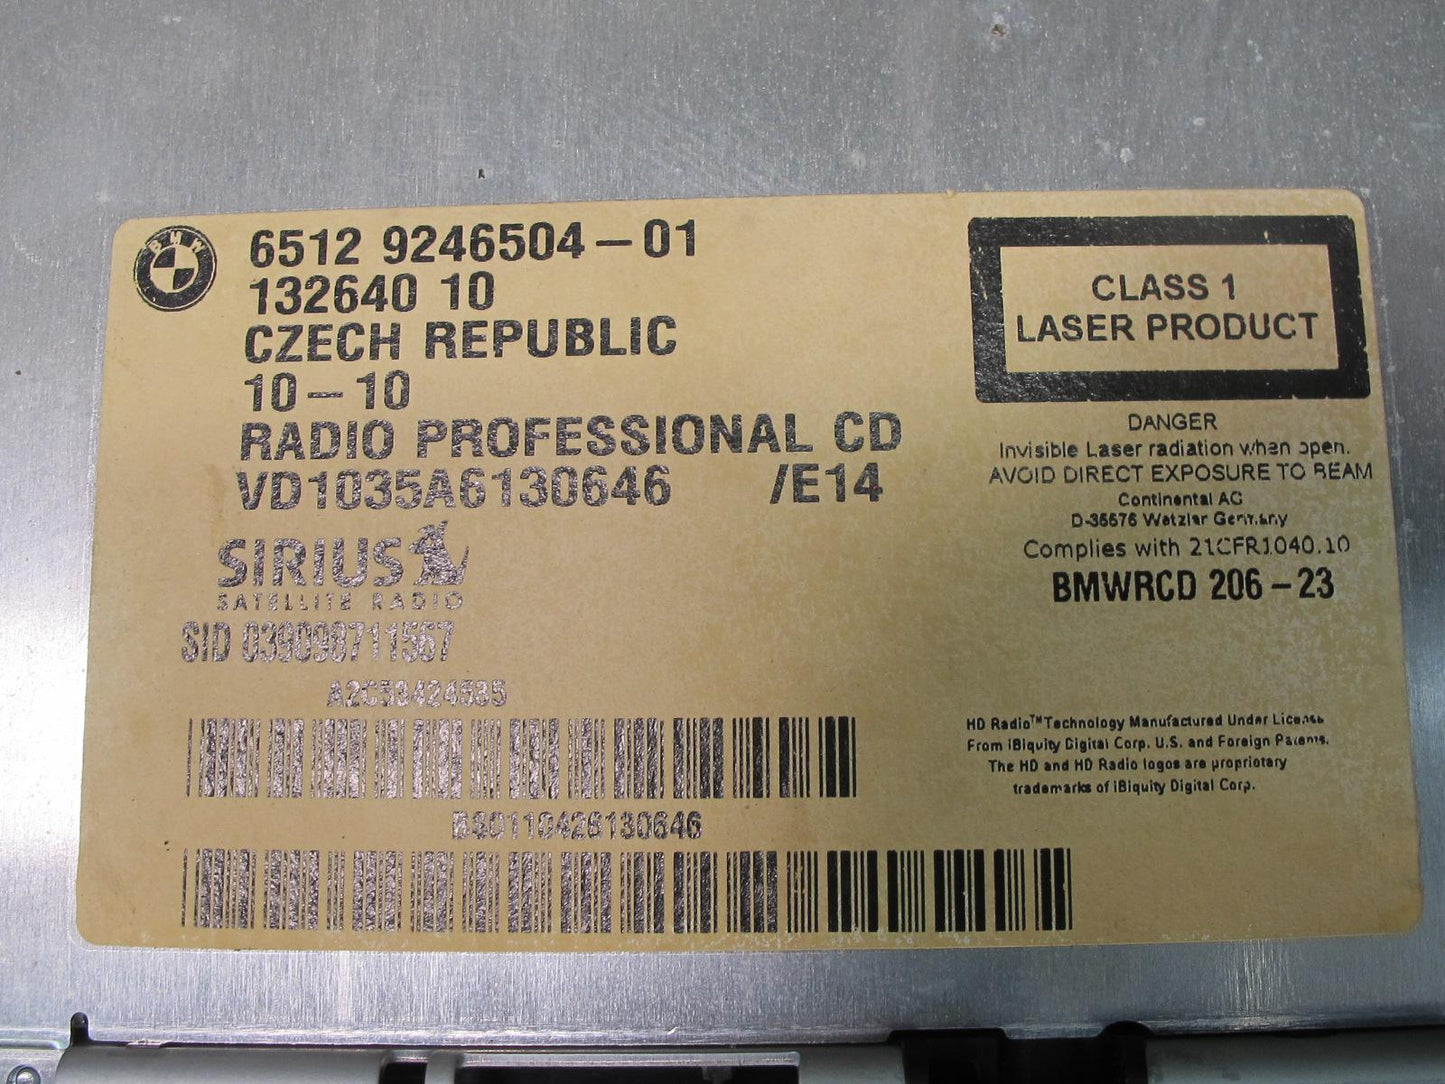 BMW
6512 9246504-01
132640 10
CZECH REPUBLIC
10-10
RADIO PROFESSIONAL CD
VD1035A6130646 /E14
SIRIUS
SATELLITE RADIO
SID 039098711567
A2C53424535
BS0110426130646
CLASS 1
LASER PRODUCT
DANGER
Invisible Laser radiation when open.
AVOID DIRECT EXPOSURE TO BEAM
Continental AG
D-35576 Wetzlar Germany
Complies with 21CFR1040.10
BMWRCD 206-23
HD Radio™ Technology Manufactured Under License
From iBiquity Digital Corp. U.S. and Foreign Patents.
The HD and HD Radio logos are proprietary
trademarks of iBiquity Digital Corp.